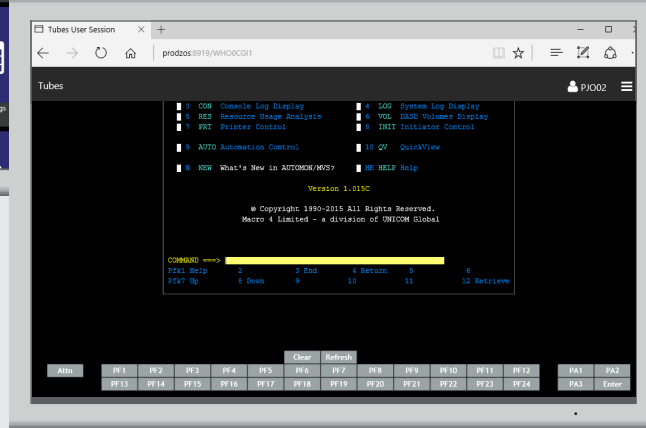 Tubes User Session
prodzos:8919/WHO0CGI1
Tubes PJO02
gs
3 CON Console Log Display 4 LOG System Log Display
5 RES Resource Usage Analysis 6 VOL DASD Volumes Display
7 PRT Printer Control 8 INIT Initiator Control
9 AUTO Automation Control 10 QV QuickView
N NEW What's New in AUTOMON/MVS? HE HELP Help
Version 1.015C
© Copyright 1990-2015 All Rights Reserved.
Macro 4 Limited - a division of UNICOM Global
COMMAND ===>
Pfk1 Help 2 3 End 4 Return 5 6
Pfk7 Up 8 Down 9 10 11 12 Retrieve
Clear Refresh
Attn PF1 PF2 PF3 PF4 PF5 PF6 PF7 PF8 PF9 PF10 PF11 PF12 PA1 PA2
PF13 PF14 PF15 PF16 PF17 PF18 PF19 PF20 PF21 PF22 PF23 PF24 PA3 Enter